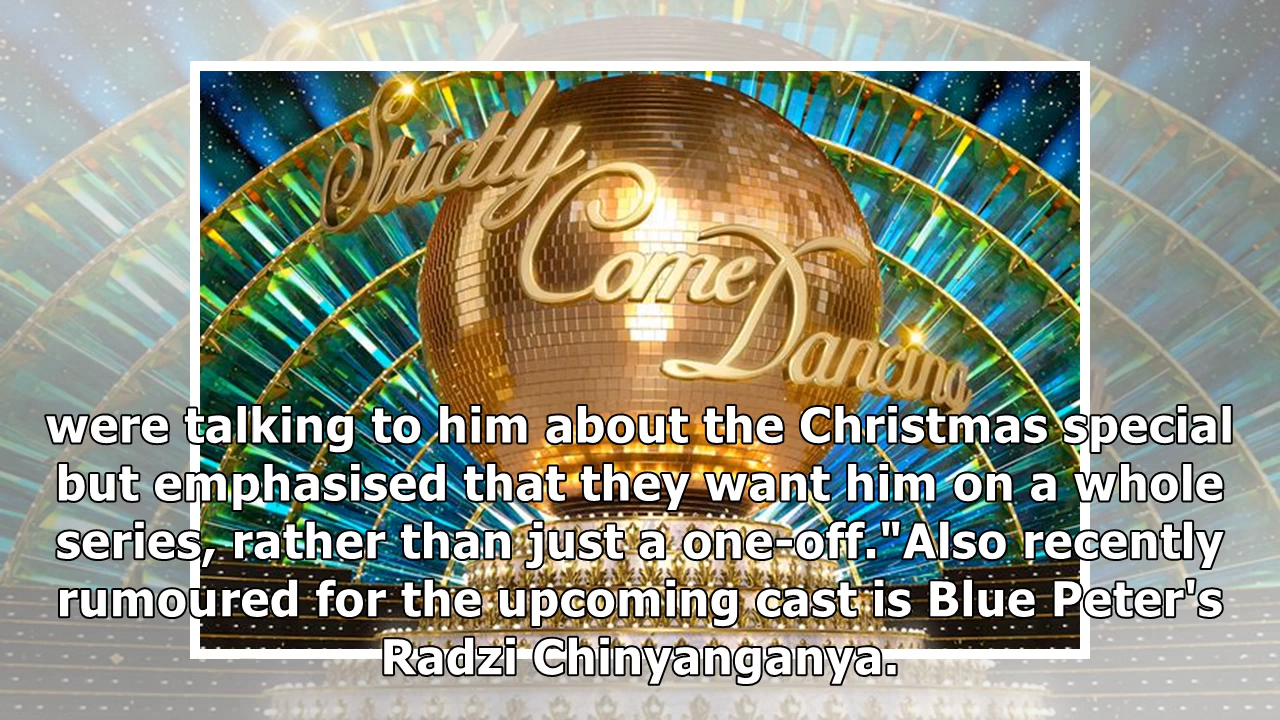 Strictly
Come
Dancing
were talking to him about the Christmas special
but emphasised that they want him on a whole
series, rather than just a one-off."Also recently
rumoured for the upcoming cast is Blue Peter's
Radzi Chinyanganya.